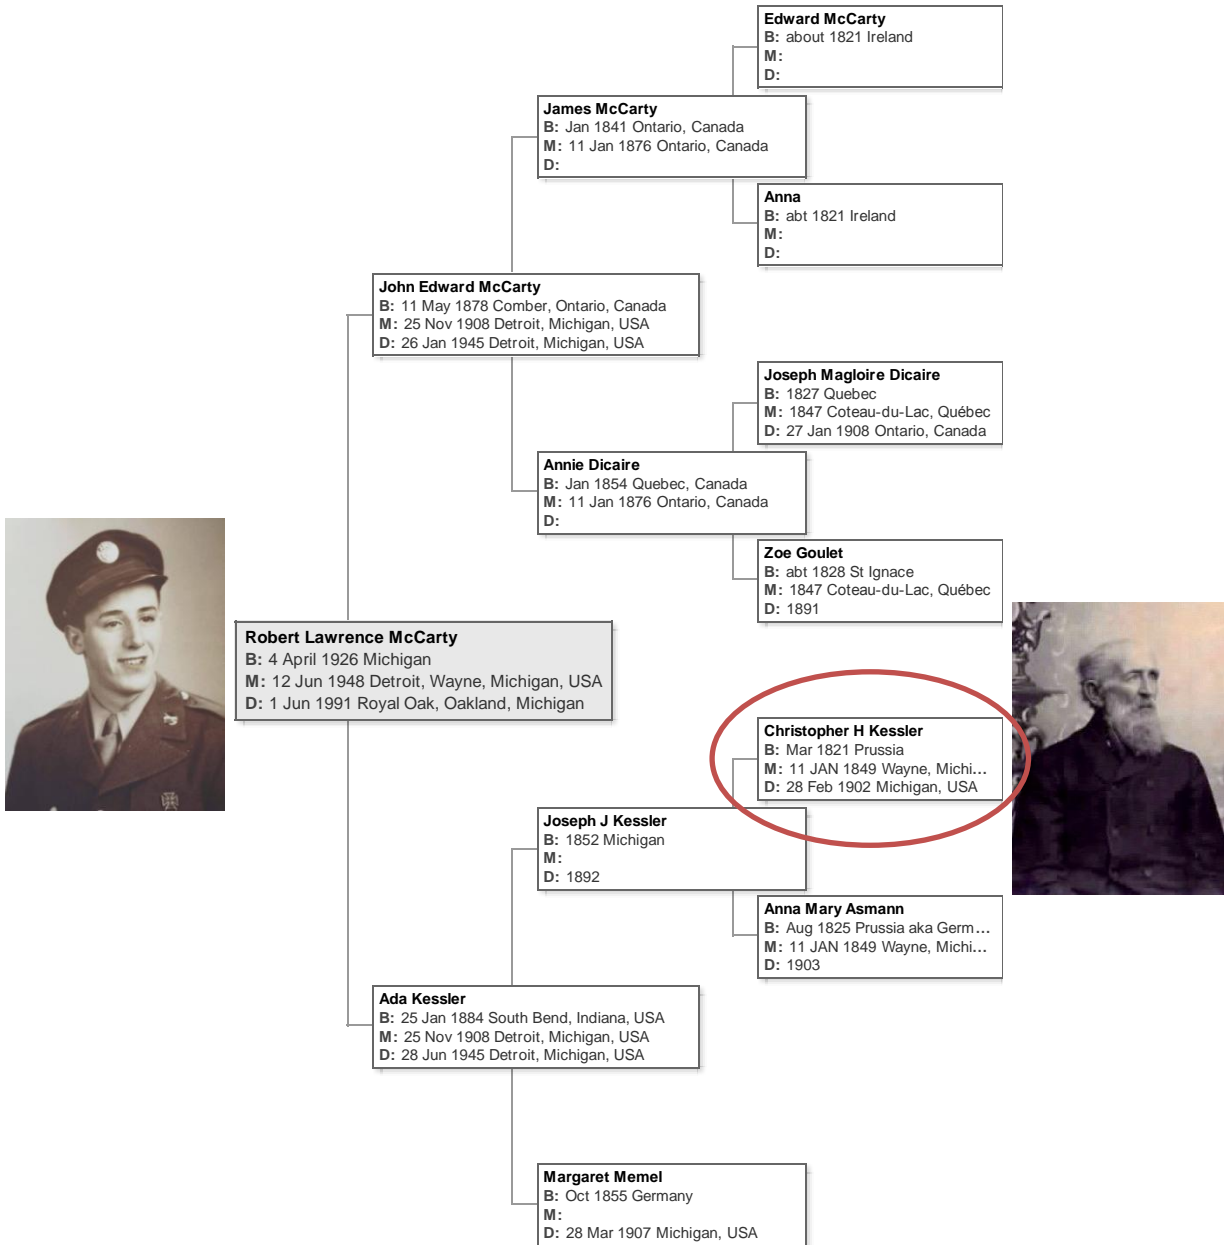 Edward McCarty
B: about 1821 Ireland
M:
D:
James McCarty
B: Jan 1841 Ontario, Canada
M: 11 Jan 1876 Ontario, Canada
D:
Anna
B: abt 1821 Ireland
M:
D:
John Edward McCarty
B: 11 May 1878 Comber, Ontario, Canada
M: 25 Nov 1908 Detroit, Michigan, USA
D: 26 Jan 1945 Detroit, Michigan, USA
Joseph Magloire Dicaire
B: 1827 Quebec
M: 1847 Coteau-du-Lac, Québec
D: 27 Jan 1908 Ontario, Canada
Annie Dicaire
B: Jan 1854 Quebec, Canada
M: 11 Jan 1876 Ontario, Canada
D:
Zoe Goulet
B: abt 1828 St Ignace
M: 1847 Coteau-du-Lac, Québec
D: 1891
Robert Lawrence McCarty
B: 4 April 1926 Michigan
M: 12 Jun 1948 Detroit, Wayne, Michigan, USA
D: 1 Jun 1991 Royal Oak, Oakland, Michigan
Christopher H Kessler
B: Mar 1821 Prussia
M: 11 JAN 1849 Wayne, Michi...
D: 28 Feb 1902 Michigan, USA
Joseph J Kessler
B: 1852 Michigan
M:
D: 1892
Anna Mary Asmann
B: Aug 1825 Prussia aka Germ...
M: 11 JAN 1849 Wayne, Michi...
D: 1903
Ada Kessler
B: 25 Jan 1884 South Bend, Indiana, USA
M: 25 Nov 1908 Detroit, Michigan, USA
D: 28 Jun 1945 Detroit, Michigan, USA
Margaret Memel
B: Oct 1855 Germany
M:
D: 28 Mar 1907 Michigan, USA